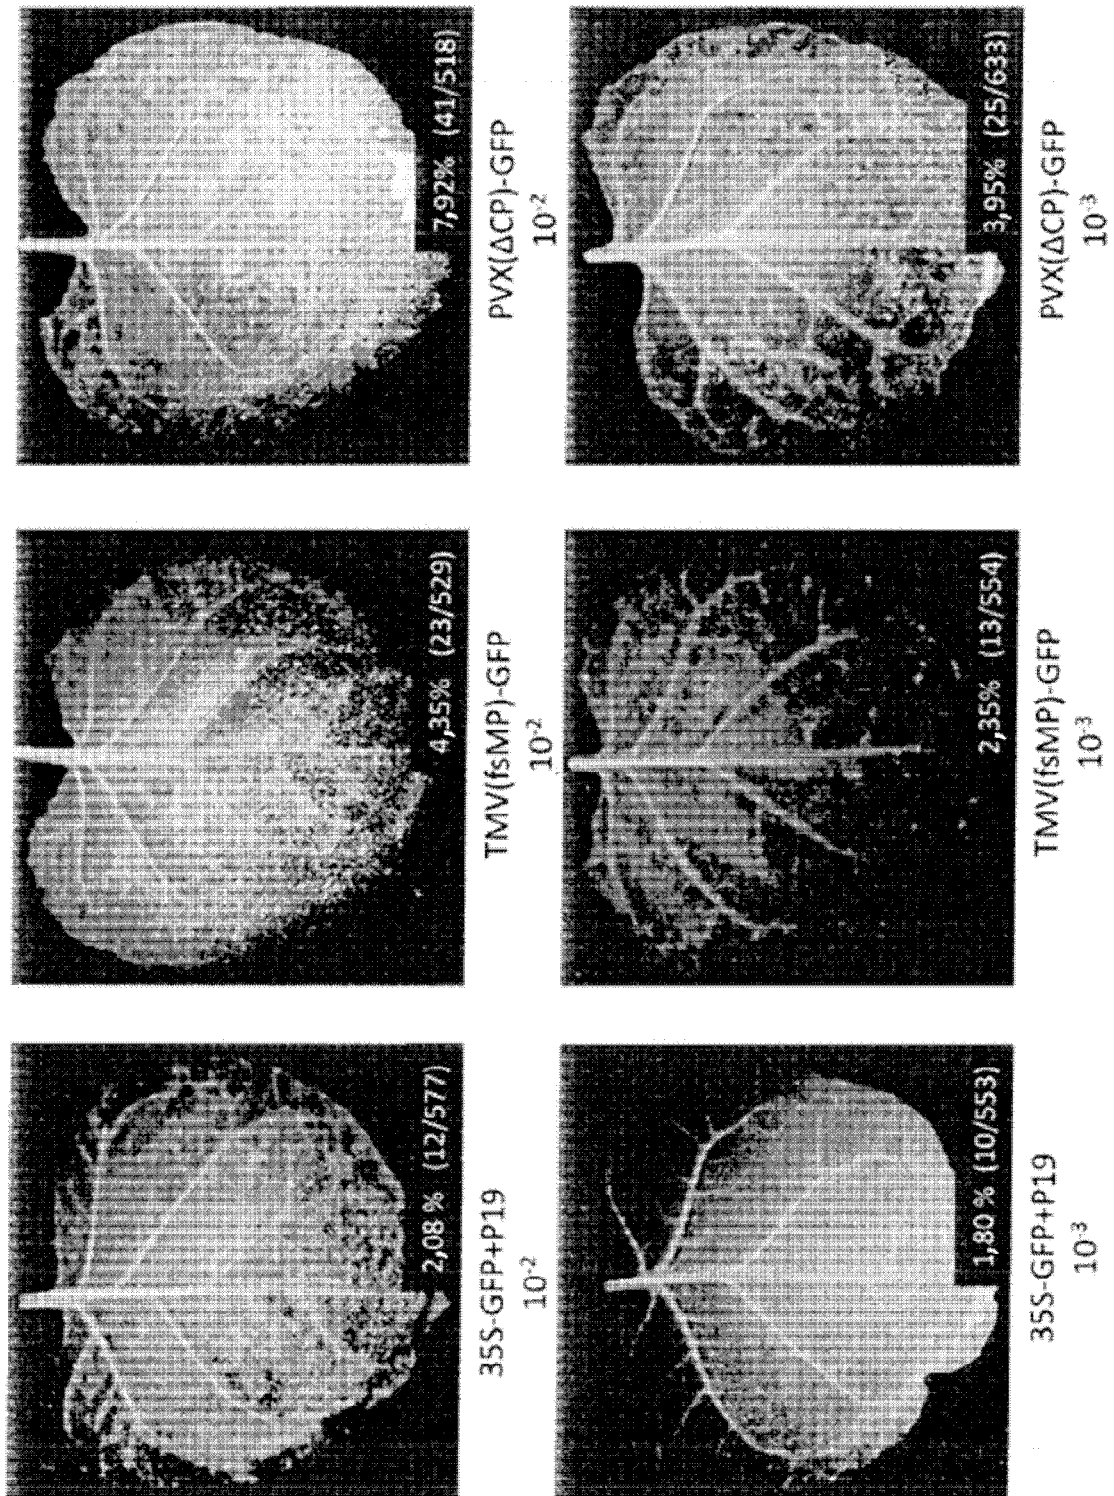 2,08 % (12/577)
35S-GFP+P19
10⁻²
4,35% (23/529)
TMV(fsMP)-GFP
10⁻²
7,92% (41/518)
PVX(ΔCP)-GFP
10⁻²
1,80 % (10/553)
35S-GFP+P19
10⁻³
2,35% (13/554)
TMV(fsMP)-GFP
10⁻³
3,95% (25/633)
PVX(ΔCP)-GFP
10⁻³